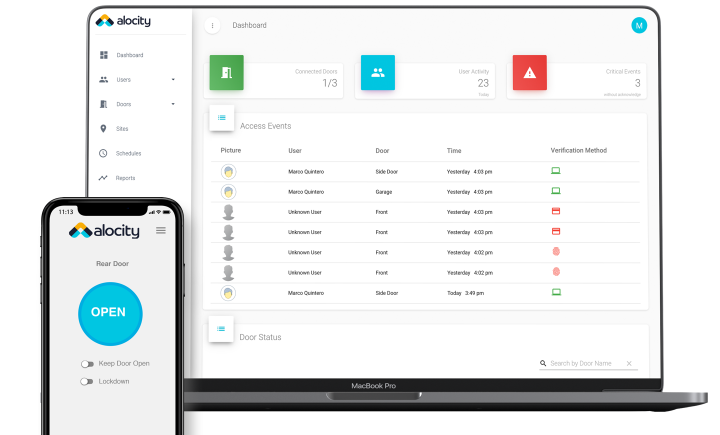 alocity
Dashboard
M
Dashboard
Users
Doors
Sites
Schedules
Reports
Connected Doors
1/3
User Activity
23
Today
Critical Events
3
without acknowledge
Access Events
Picture User Door Time Verification Method
Marco Quintero Side Door Yesterday 4:03 pm
Marco Quintero Garage Yesterday 4:03 pm
Unknown User Front Yesterday 4:03 pm
Unknown User Front Yesterday 4:03 pm
Unknown User Front Yesterday 4:02 pm
Unknown User Front Yesterday 4:02 pm
Marco Quintero Side Door Today 3:49 pm
Door Status
Search by Door Name
MacBook Pro
11:13
alocity
Rear Door
OPEN
Keep Door Open
Lockdown